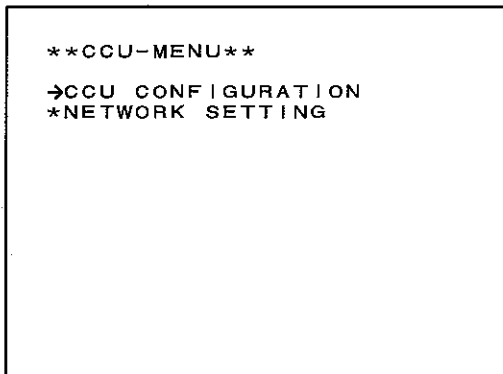 **CCU-MENU**
→CCU CONFIGURATION
*NETWORK SETTING